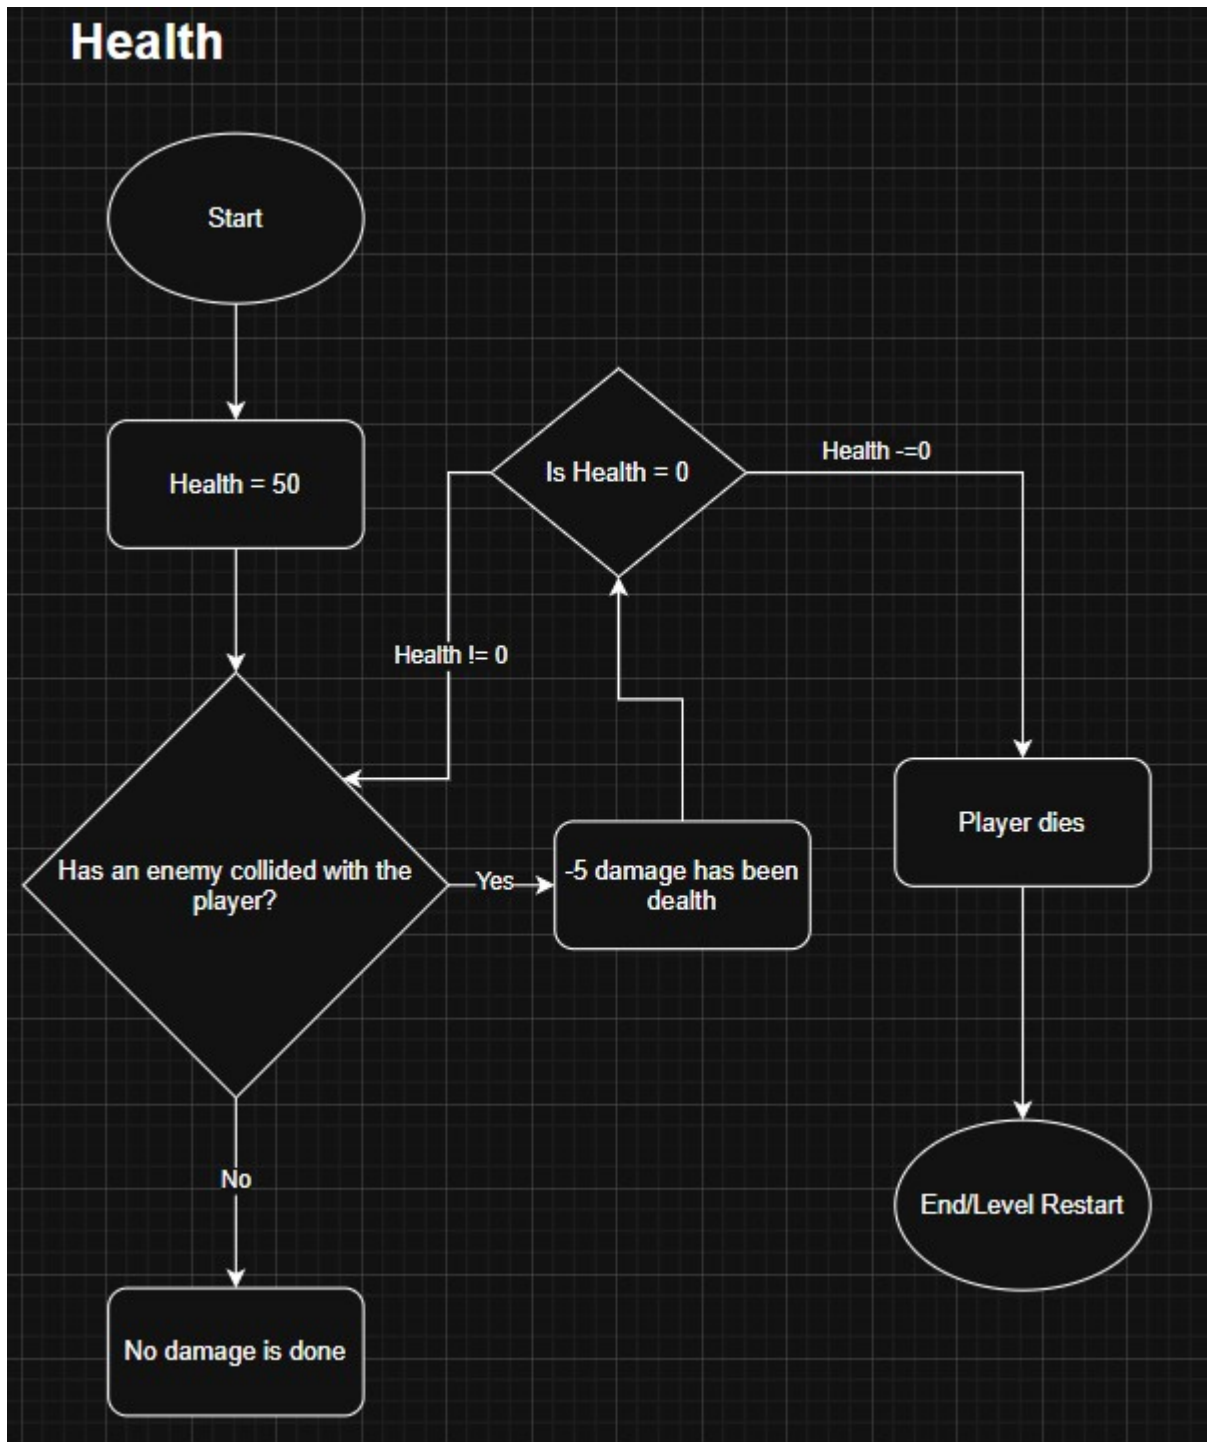 Health
Start
Health = 50
Is Health = 0
Health -=0
Health != 0
Has an enemy collided with the
player?
Yes
-5 damage has been
dealth
Player dies
No
End/Level Restart
No damage is done